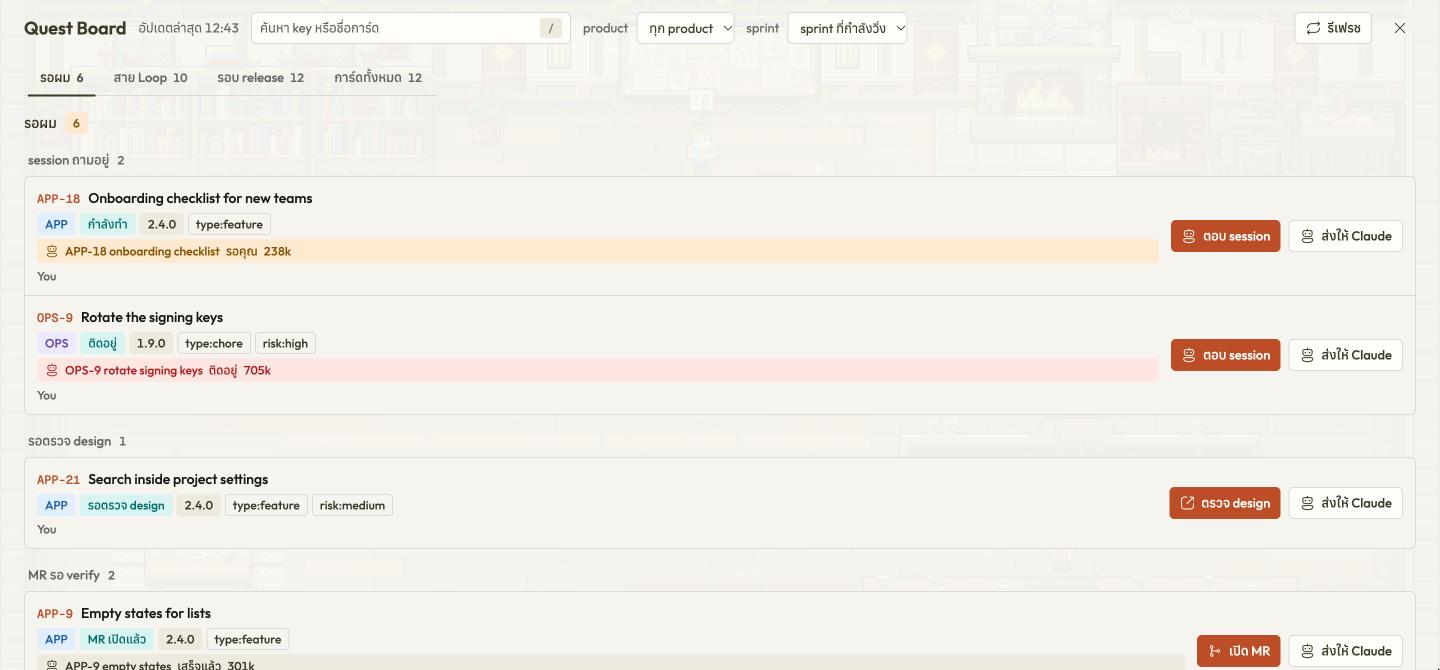 Quest Board อัปเดตล่าสุด 12:43 ค้นหา key หรือชื่อการ์ด / product ทุก product sprint sprint ที่กำลังวิ่ง รีเฟรช
รอผม 6 สาย Loop 10 รอบ release 12 การ์ดทั้งหมด 12
รอผม 6
session ถามอยู่ 2
APP-18 Onboarding checklist for new teams
APP กำลังทำ 2.4.0 type:feature
APP-18 onboarding checklist รอคุณ 238k
You
ตอบ session ส่งให้ Claude
OPS-9 Rotate the signing keys
OPS ติดอยู่ 1.9.0 type:chore risk:high
OPS-9 rotate signing keys ติดอยู่ 705k
You
ตอบ session ส่งให้ Claude
รอตรวจ design 1
APP-21 Search inside project settings
APP รอตรวจ design 2.4.0 type:feature risk:medium
You
ตรวจ design ส่งให้ Claude
MR รอ verify 2
APP-9 Empty states for lists
APP MR เปิดแล้ว 2.4.0 type:feature
APP-9 empty states เสร็จแล้ว 301k
เปิด MR ส่งให้ Claude